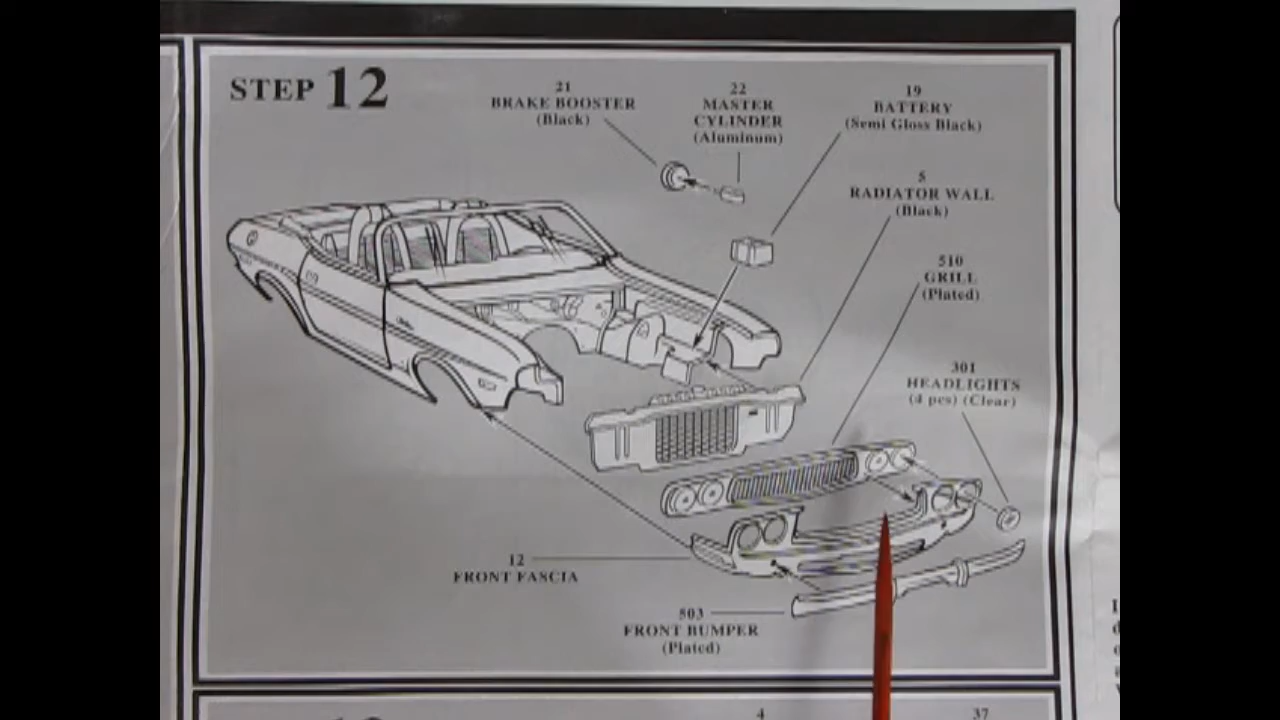 STEP 12
21
BRAKE BOOSTER
(Black)
22
MASTER
CYLINDER
(Aluminum)
19
BATTERY
(Semi Gloss Black)
5
RADIATOR WALL
(Black)
510
GRILL
(Plated)
301
HEADLIGHTS
(4 pcs) (Clear)
12
FRONT FASCIA
503
FRONT BUMPER
(Plated)
4
37